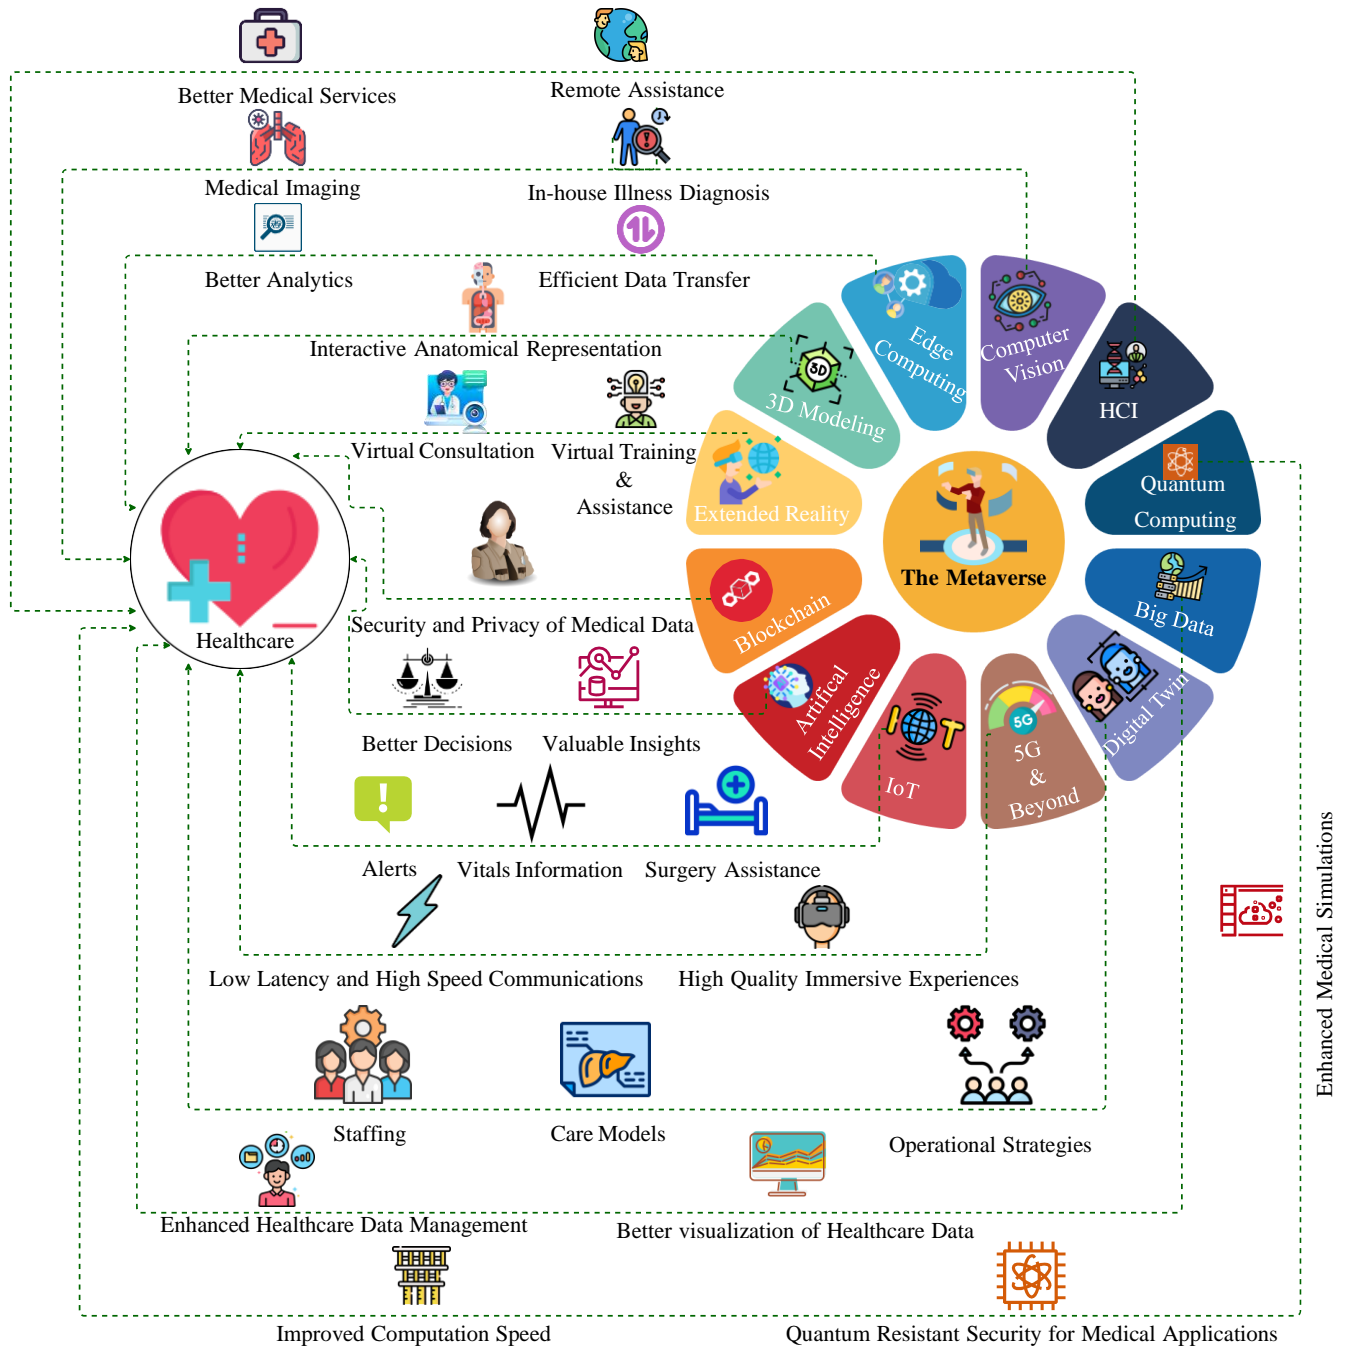 Better Medical Services
Remote Assistance
Medical Imaging
In-house Illness Diagnosis
Better Analytics
Efficient Data Transfer
Interactive Anatomical Representation
Virtual Consultation
Virtual Training
&
Assistance
Security and Privacy of Medical Data
Healthcare
Better Decisions
Valuable Insights
Alerts
Vitals Information
Surgery Assistance
Low Latency and High Speed Communications
High Quality Immersive Experiences
Staffing
Care Models
Operational Strategies
Enhanced Healthcare Data Management
Better visualization of Healthcare Data
Improved Computation Speed
Quantum Resistant Security for Medical Applications
Enhanced Medical Simulations
The Metaverse
Edge
Computing
Computer
Vision
HCI
Quantum
Computing
Big Data
Digital Twin
5G
5G
&
Beyond
IOT
IoT
Artifical
Intelligence
Blockchain
Extended Reality
3D
3D Modeling